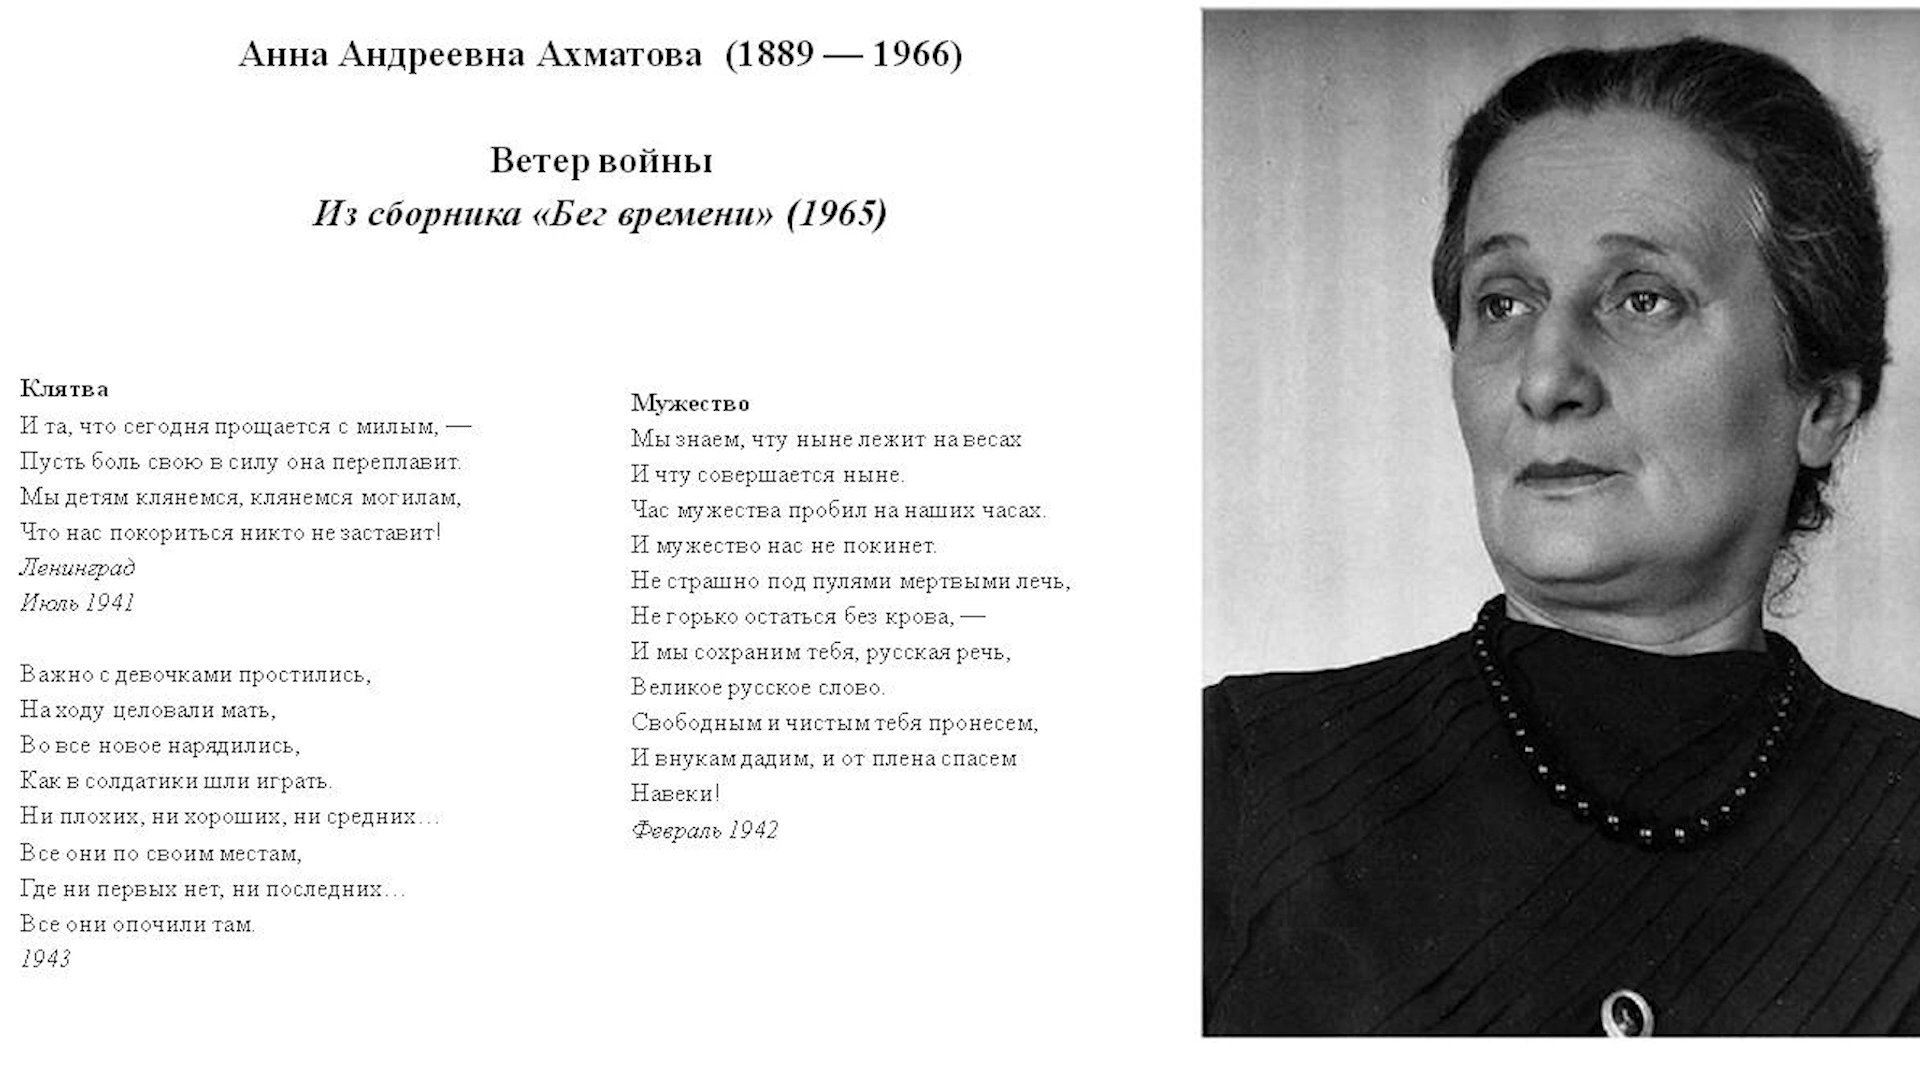 Анна Андреевна Ахматова (1889 — 1966)
Ветер войны
Из сборника «Бег времени» (1965)
Клятва
И та, что сегодня прощается с милым, —
Пусть боль свою в силу она переплавит.
Мы детям клянемся, клянемся могилам,
Что нас покориться никто не заставит!
Ленинград
Июль 1941
Важно с девочками простились,
На ходу целовали мать,
Во все новое нарядились,
Как в солдатики шли играть.
Ни плохих, ни хороших, ни средних…
Все они по своим местам,
Где ни первых нет, ни последних…
Все они опочили там.
1943
Мужество
Мы знаем, чту ныне лежит на весах
И чту совершается ныне.
Час мужества пробил на наших часах.
И мужество нас не покинет.
Не страшно под пулями мертвыми лечь,
Не горько остаться без крова, —
И мы сохраним тебя, русская речь,
Великое русское слово.
Свободным и чистым тебя пронесем,
И внукам дадим, и от плена спасем
Навеки!
Февраль 1942